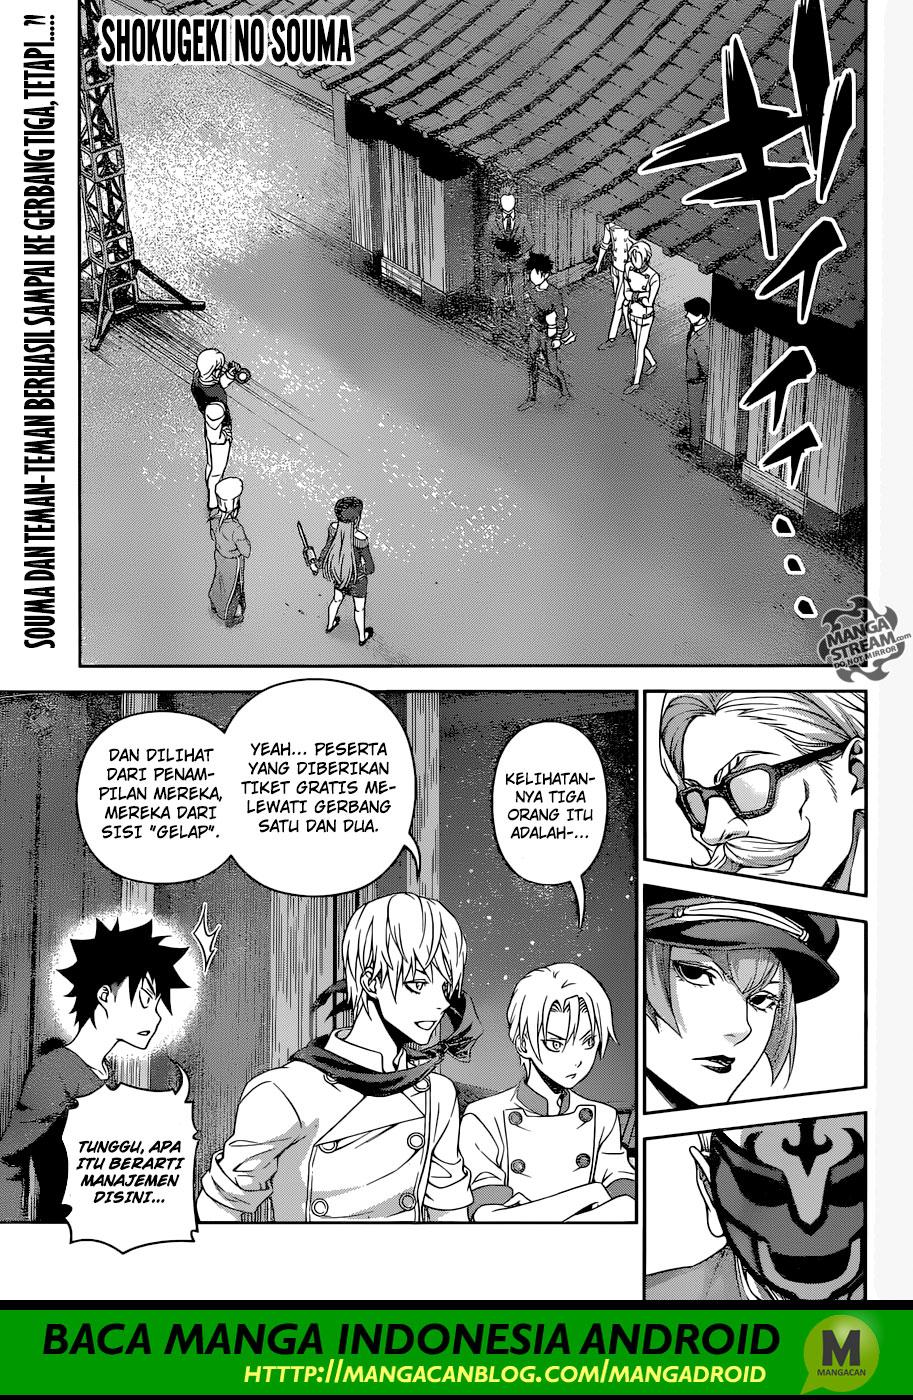 SHOKUGEKI NO SOUMA
SOUMA DAN TEMAN-TEMAN BERHASIL SAMPAI KE GERBANG TIGA, TETAPI....?!
ギイイイ...
MANGA
STREAM.com
DO NOT MIRROR
KELIHATAN-
NYA TIGA
ORANG ITU
ADALAH-...
YEAH... PESERTA
YANG DIBERIKAN
TIKET GRATIS ME-
LEWATI GERBANG
SATU DAN DUA.
DAN DILIHAT
DARI PENAM-
PILAN MEREKA,
MEREKA DARI
SISI "GELAP".
TUNGGU, APA
ITU BERARTI
MANAJEMEN
DISINI...
BACA MANGA INDONESIA ANDROID
HTTTP://MANGACANBLOG.COM/MANGADROID
M
MANGACAN